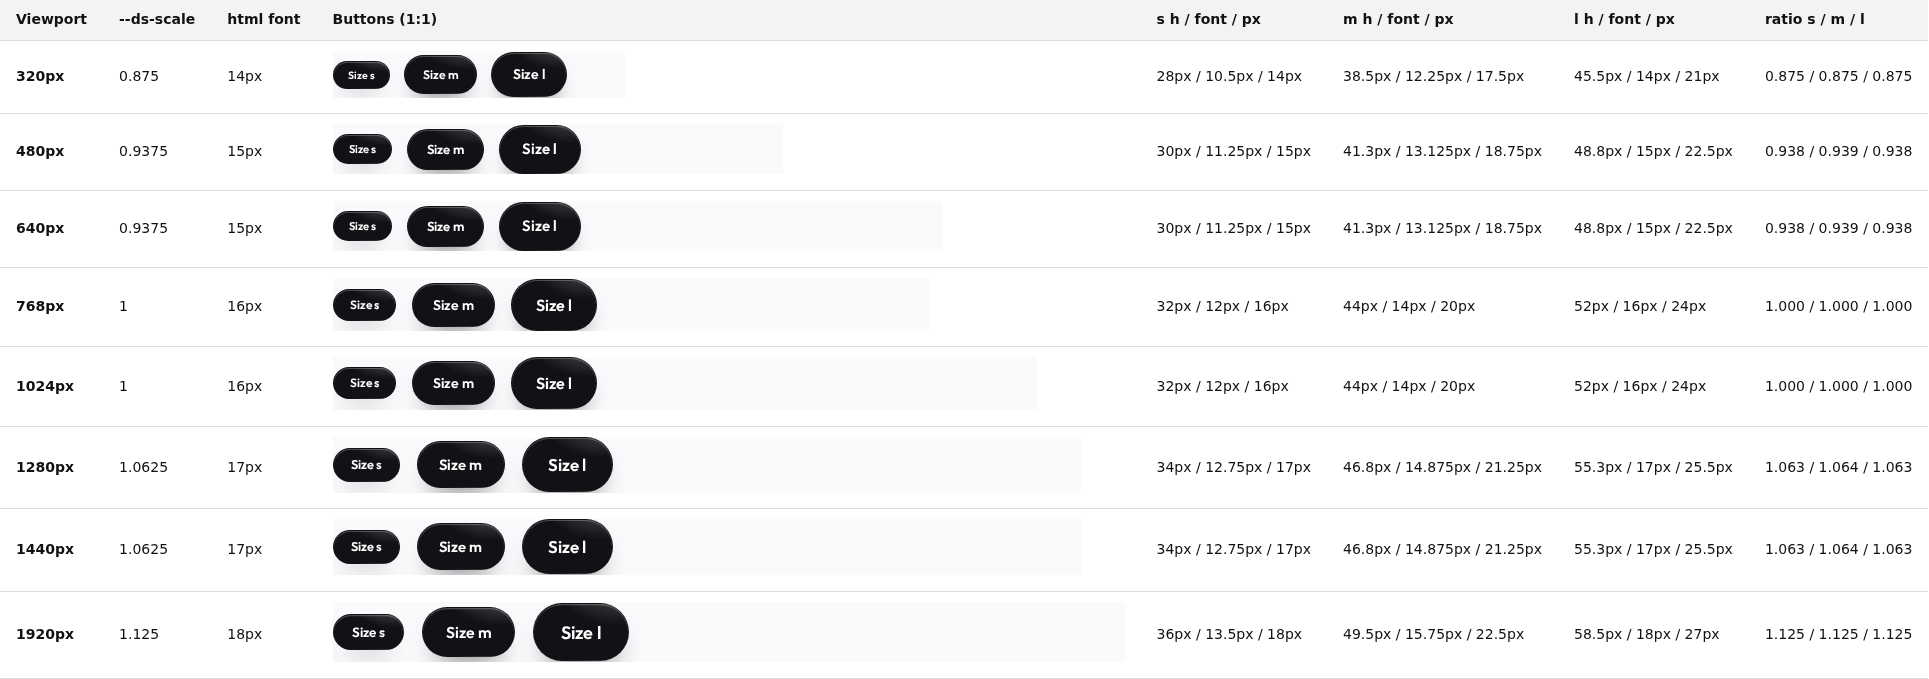 Viewport --ds-scale html font Buttons (1:1) s h / font / px m h / font / px l h / font / px ratio s / m / l
320px 0.875 14px Size s Size m Size l 28px / 10.5px / 14px 38.5px / 12.25px / 17.5px 45.5px / 14px / 21px 0.875 / 0.875 / 0.875
480px 0.9375 15px Size s Size m Size l 30px / 11.25px / 15px 41.3px / 13.125px / 18.75px 48.8px / 15px / 22.5px 0.938 / 0.939 / 0.938
640px 0.9375 15px Size s Size m Size l 30px / 11.25px / 15px 41.3px / 13.125px / 18.75px 48.8px / 15px / 22.5px 0.938 / 0.939 / 0.938
768px 1 16px Size s Size m Size l 32px / 12px / 16px 44px / 14px / 20px 52px / 16px / 24px 1.000 / 1.000 / 1.000
1024px 1 16px Size s Size m Size l 32px / 12px / 16px 44px / 14px / 20px 52px / 16px / 24px 1.000 / 1.000 / 1.000
1280px 1.0625 17px Size s Size m Size l 34px / 12.75px / 17px 46.8px / 14.875px / 21.25px 55.3px / 17px / 25.5px 1.063 / 1.064 / 1.063
1440px 1.0625 17px Size s Size m Size l 34px / 12.75px / 17px 46.8px / 14.875px / 21.25px 55.3px / 17px / 25.5px 1.063 / 1.064 / 1.063
1920px 1.125 18px Size s Size m Size l 36px / 13.5px / 18px 49.5px / 15.75px / 22.5px 58.5px / 18px / 27px 1.125 / 1.125 / 1.125